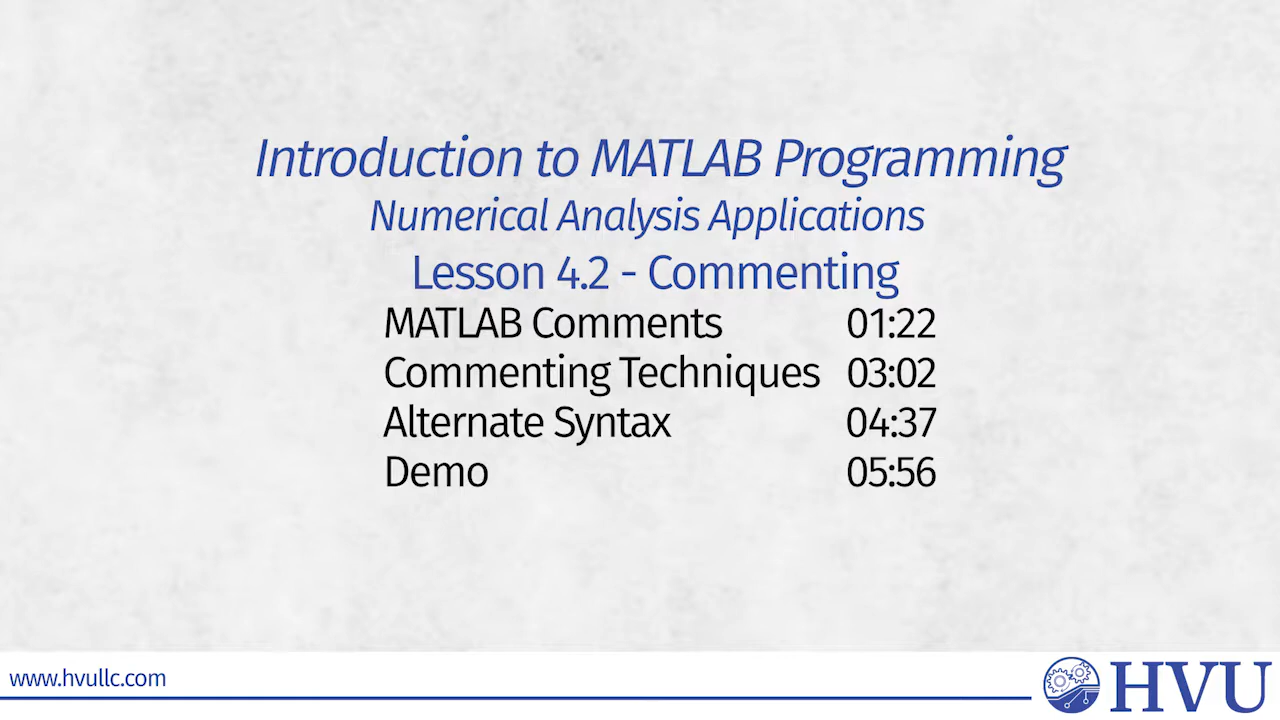 Introduction to MATLAB Programming
Numerical Analysis Applications
Lesson 4.2 - Commenting
MATLAB Comments 01:22
Commenting Techniques 03:02
Alternate Syntax 04:37
Demo 05:56
www.hvullc.com
HVU